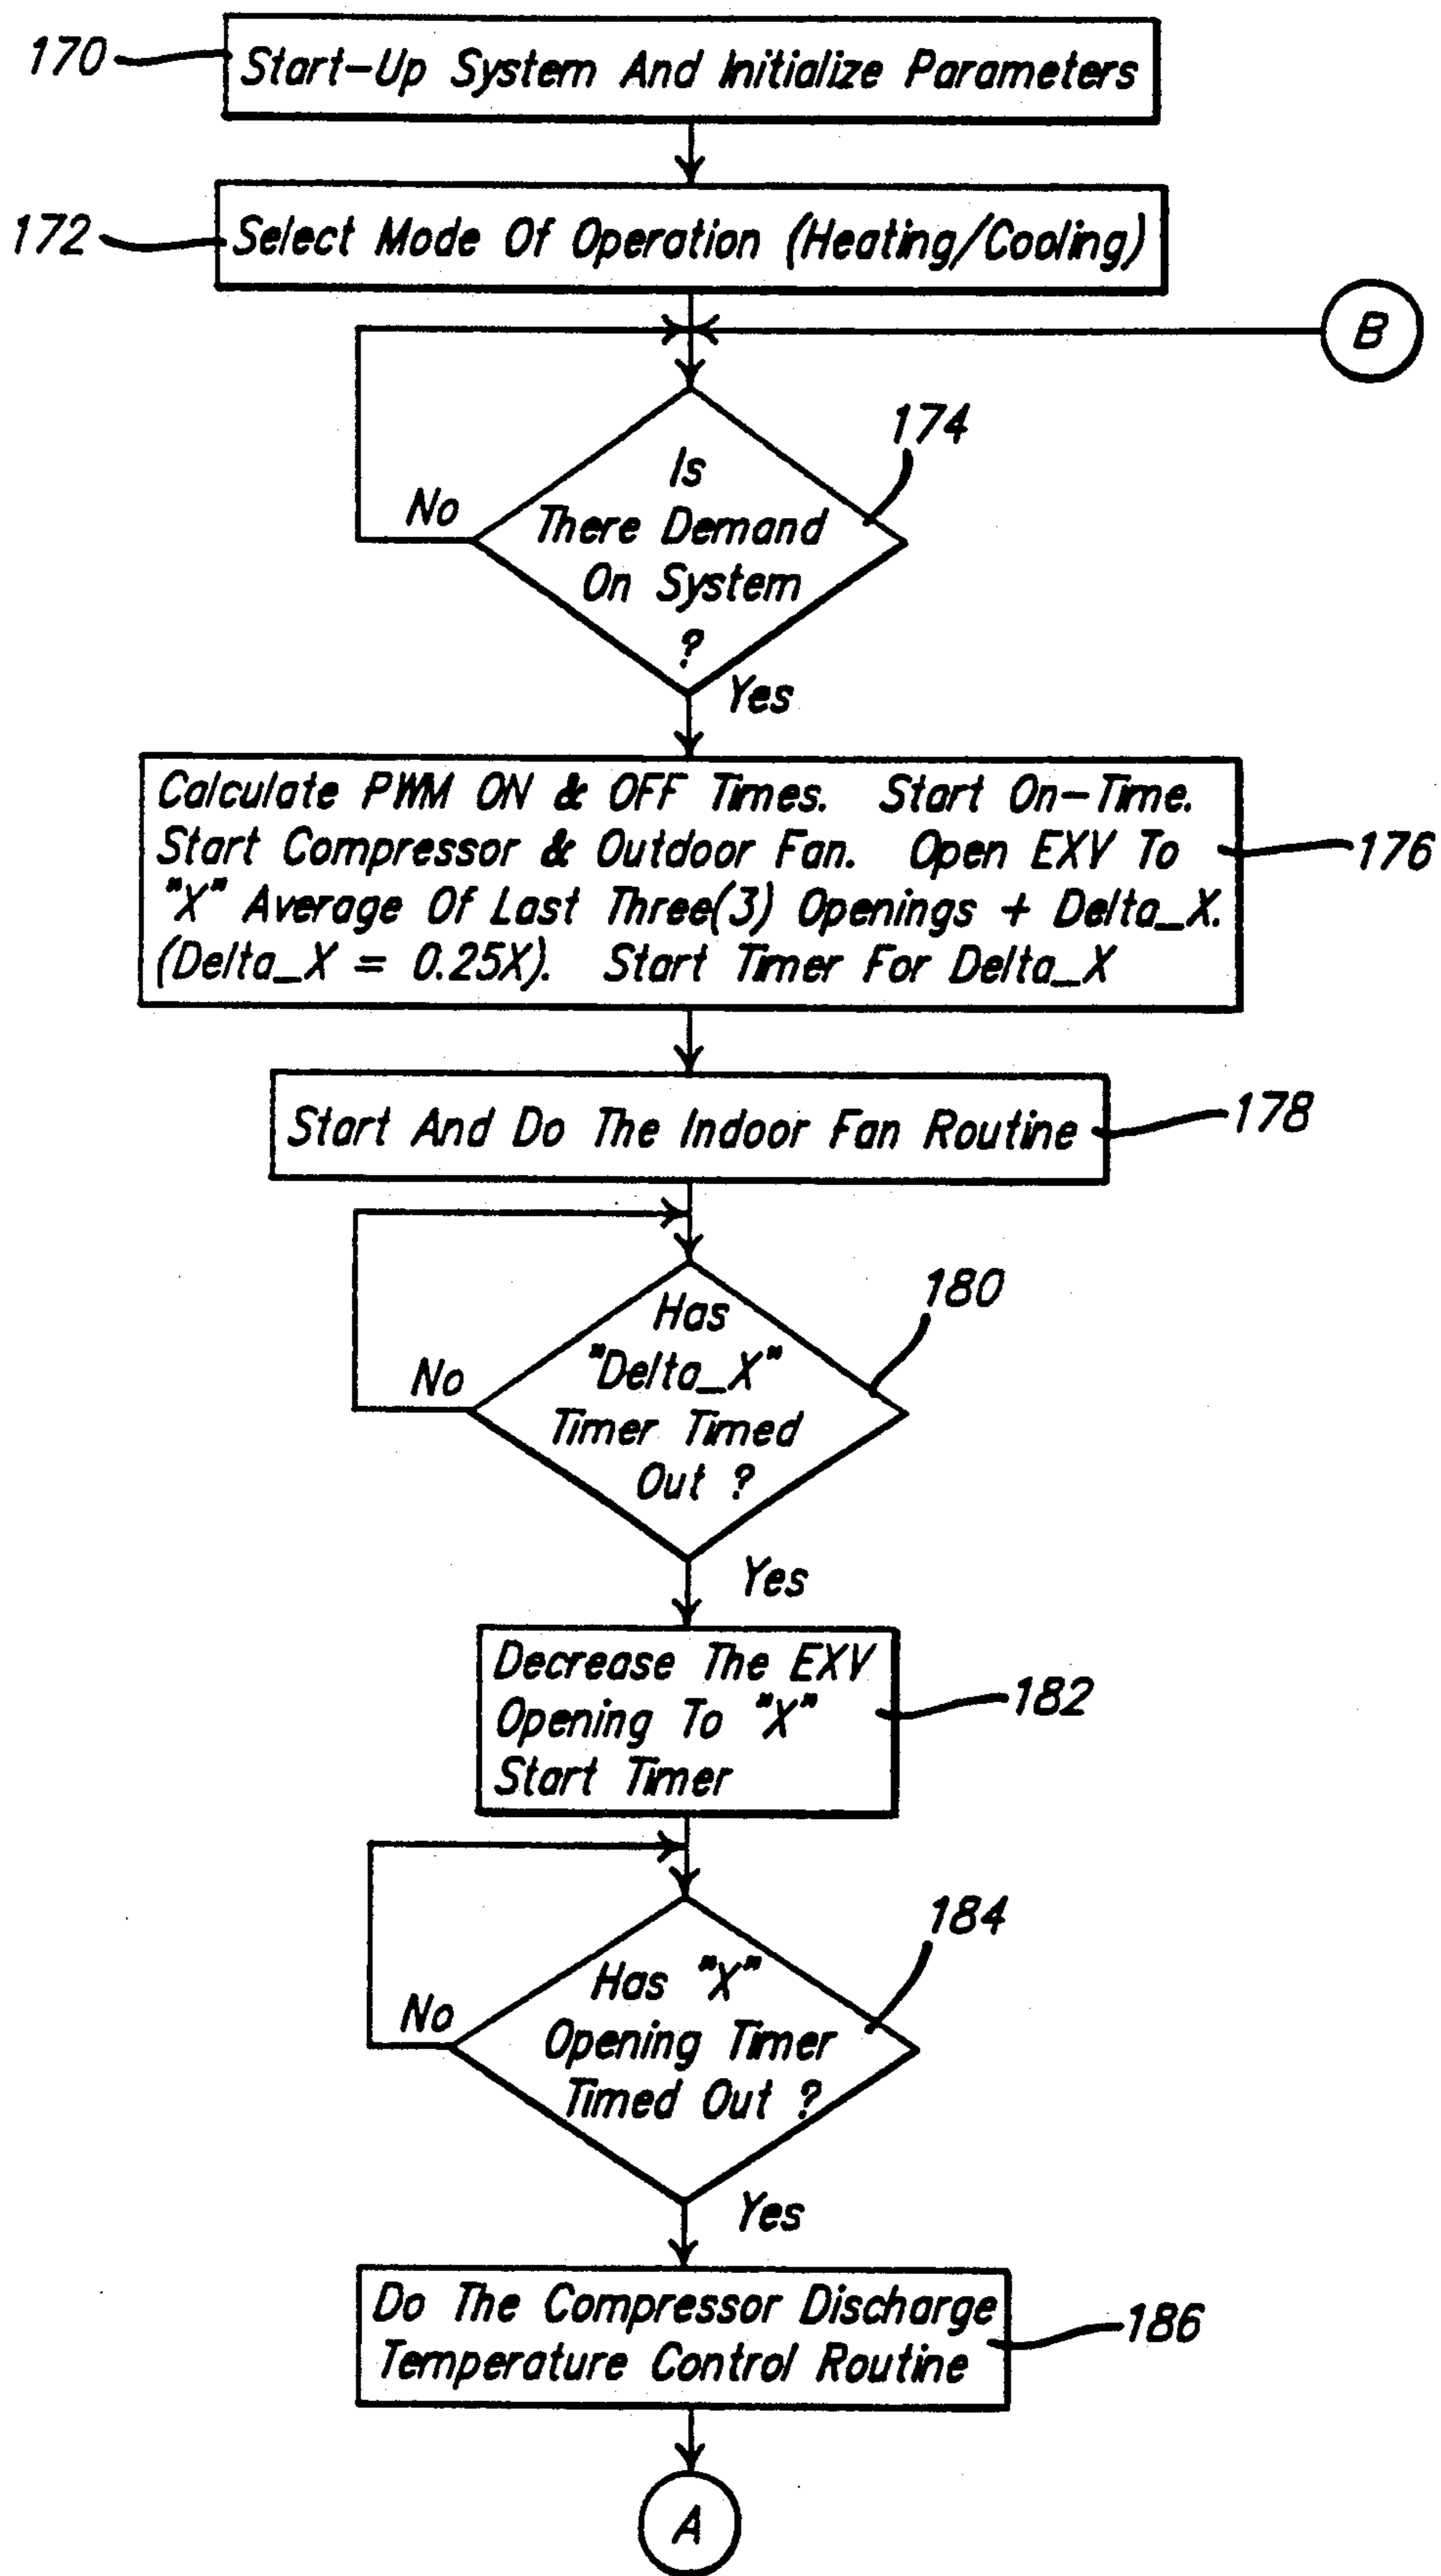 170
Start-Up System And Initialize Parameters
172
Select Mode Of Operation (Heating/Cooling)
B
174
Is
There Demand
On System
?
No
Yes
Calculate PWM ON & OFF Times. Start On-Time.
Start Compressor & Outdoor Fan. Open EXV To
"X" Average Of Last Three(3) Openings + Delta_X.
(Delta_X = 0.25X). Start Timer For Delta_X
176
Start And Do The Indoor Fan Routine
178
180
Has
"Delta_X"
Timer Timed
Out ?
No
Yes
Decrease The EXV
Opening To "X"
Start Timer
182
184
Has "X"
Opening Timer
Timed Out ?
No
Yes
Do The Compressor Discharge
Temperature Control Routine
186
A